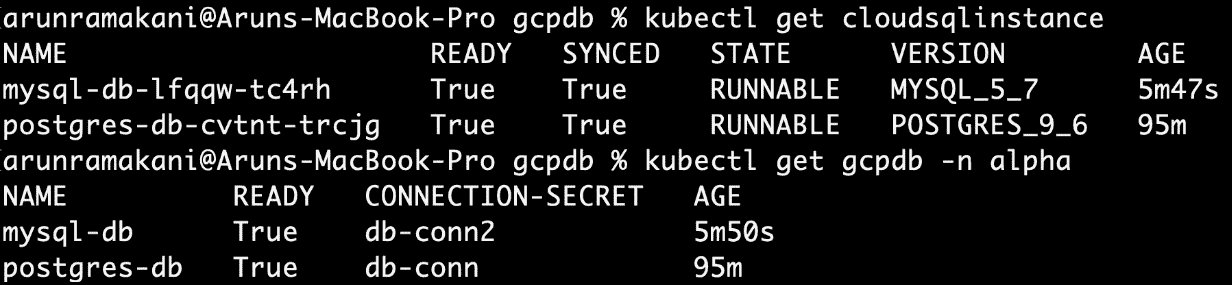 arunramakani@Aruns-MacBook-Pro gcpdb % kubectl get cloudsqlinstance
NAME READY SYNCED STATE VERSION AGE
mysql-db-lfqqw-tc4rh True True RUNNABLE MYSQL_5_7 5m47s
postgres-db-cvtnt-trcjg True True RUNNABLE POSTGRES_9_6 95m
arunramakani@Aruns-MacBook-Pro gcpdb % kubectl get gcpdb -n alpha
NAME READY CONNECTION-SECRET AGE
mysql-db True db-conn2 5m50s
postgres-db True db-conn 95m